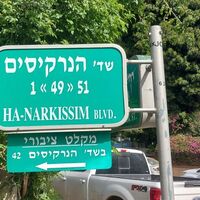 שד' הנרקיסים
1 « 49 » 51
HA-NARKISSIM BLVD.
מקלט ציבורי
בשד' הנרקיסים 42